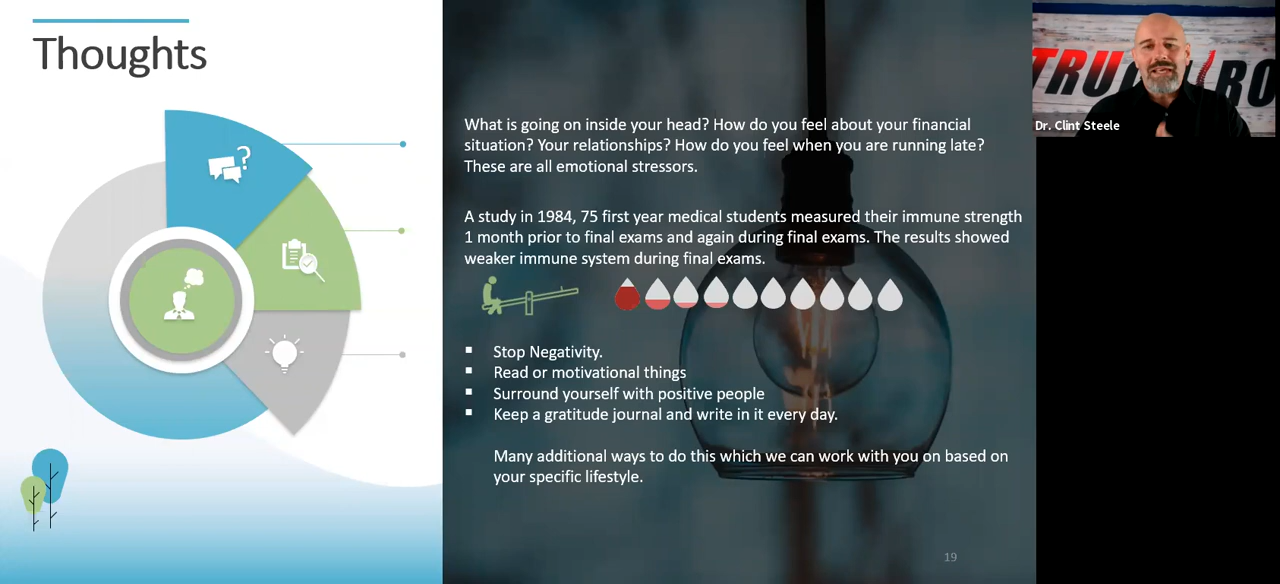 Thoughts
What is going on inside your head? How do you feel about your financial
situation? Your relationships? How do you feel when you are running late?
These are all emotional stressors.
A study in 1984, 75 first year medical students measured their immune strength
1 month prior to final exams and again during final exams. The results showed
weaker immune system during final exams.
Stop Negativity.
Read or motivational things
Surround yourself with positive people
Keep a gratitude journal and write in it every day.
Many additional ways to do this which we can work with you on based on
your specific lifestyle.
19
Dr. Clint Steele